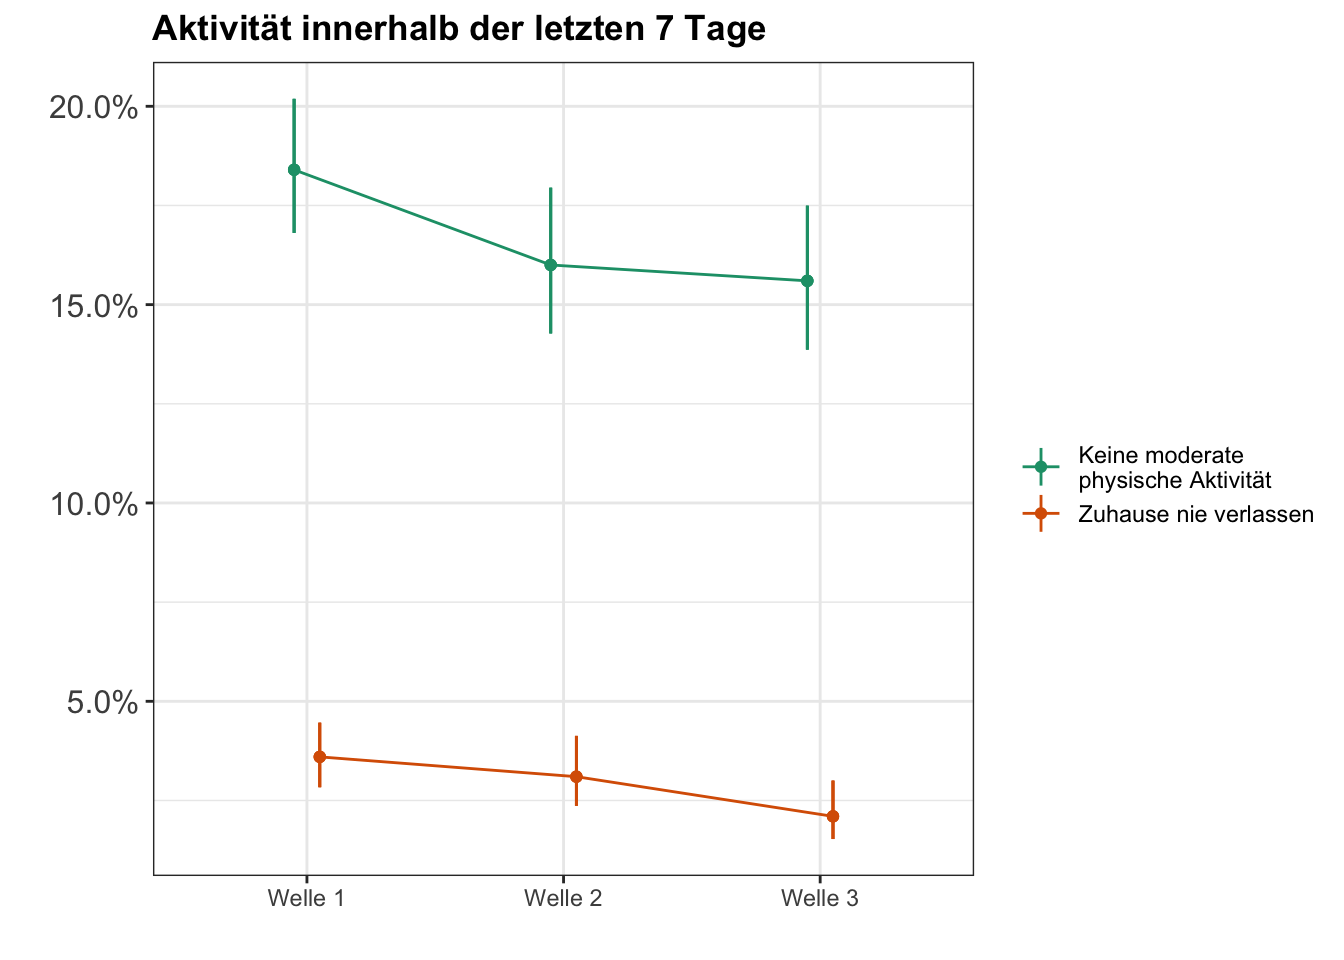 Aktivität innerhalb der letzten 7 Tage
20.0%
15.0%
10.0%
5.0%
Welle 1
Welle 2
Welle 3
Keine moderate
physische Aktivität
Zuhause nie verlassen